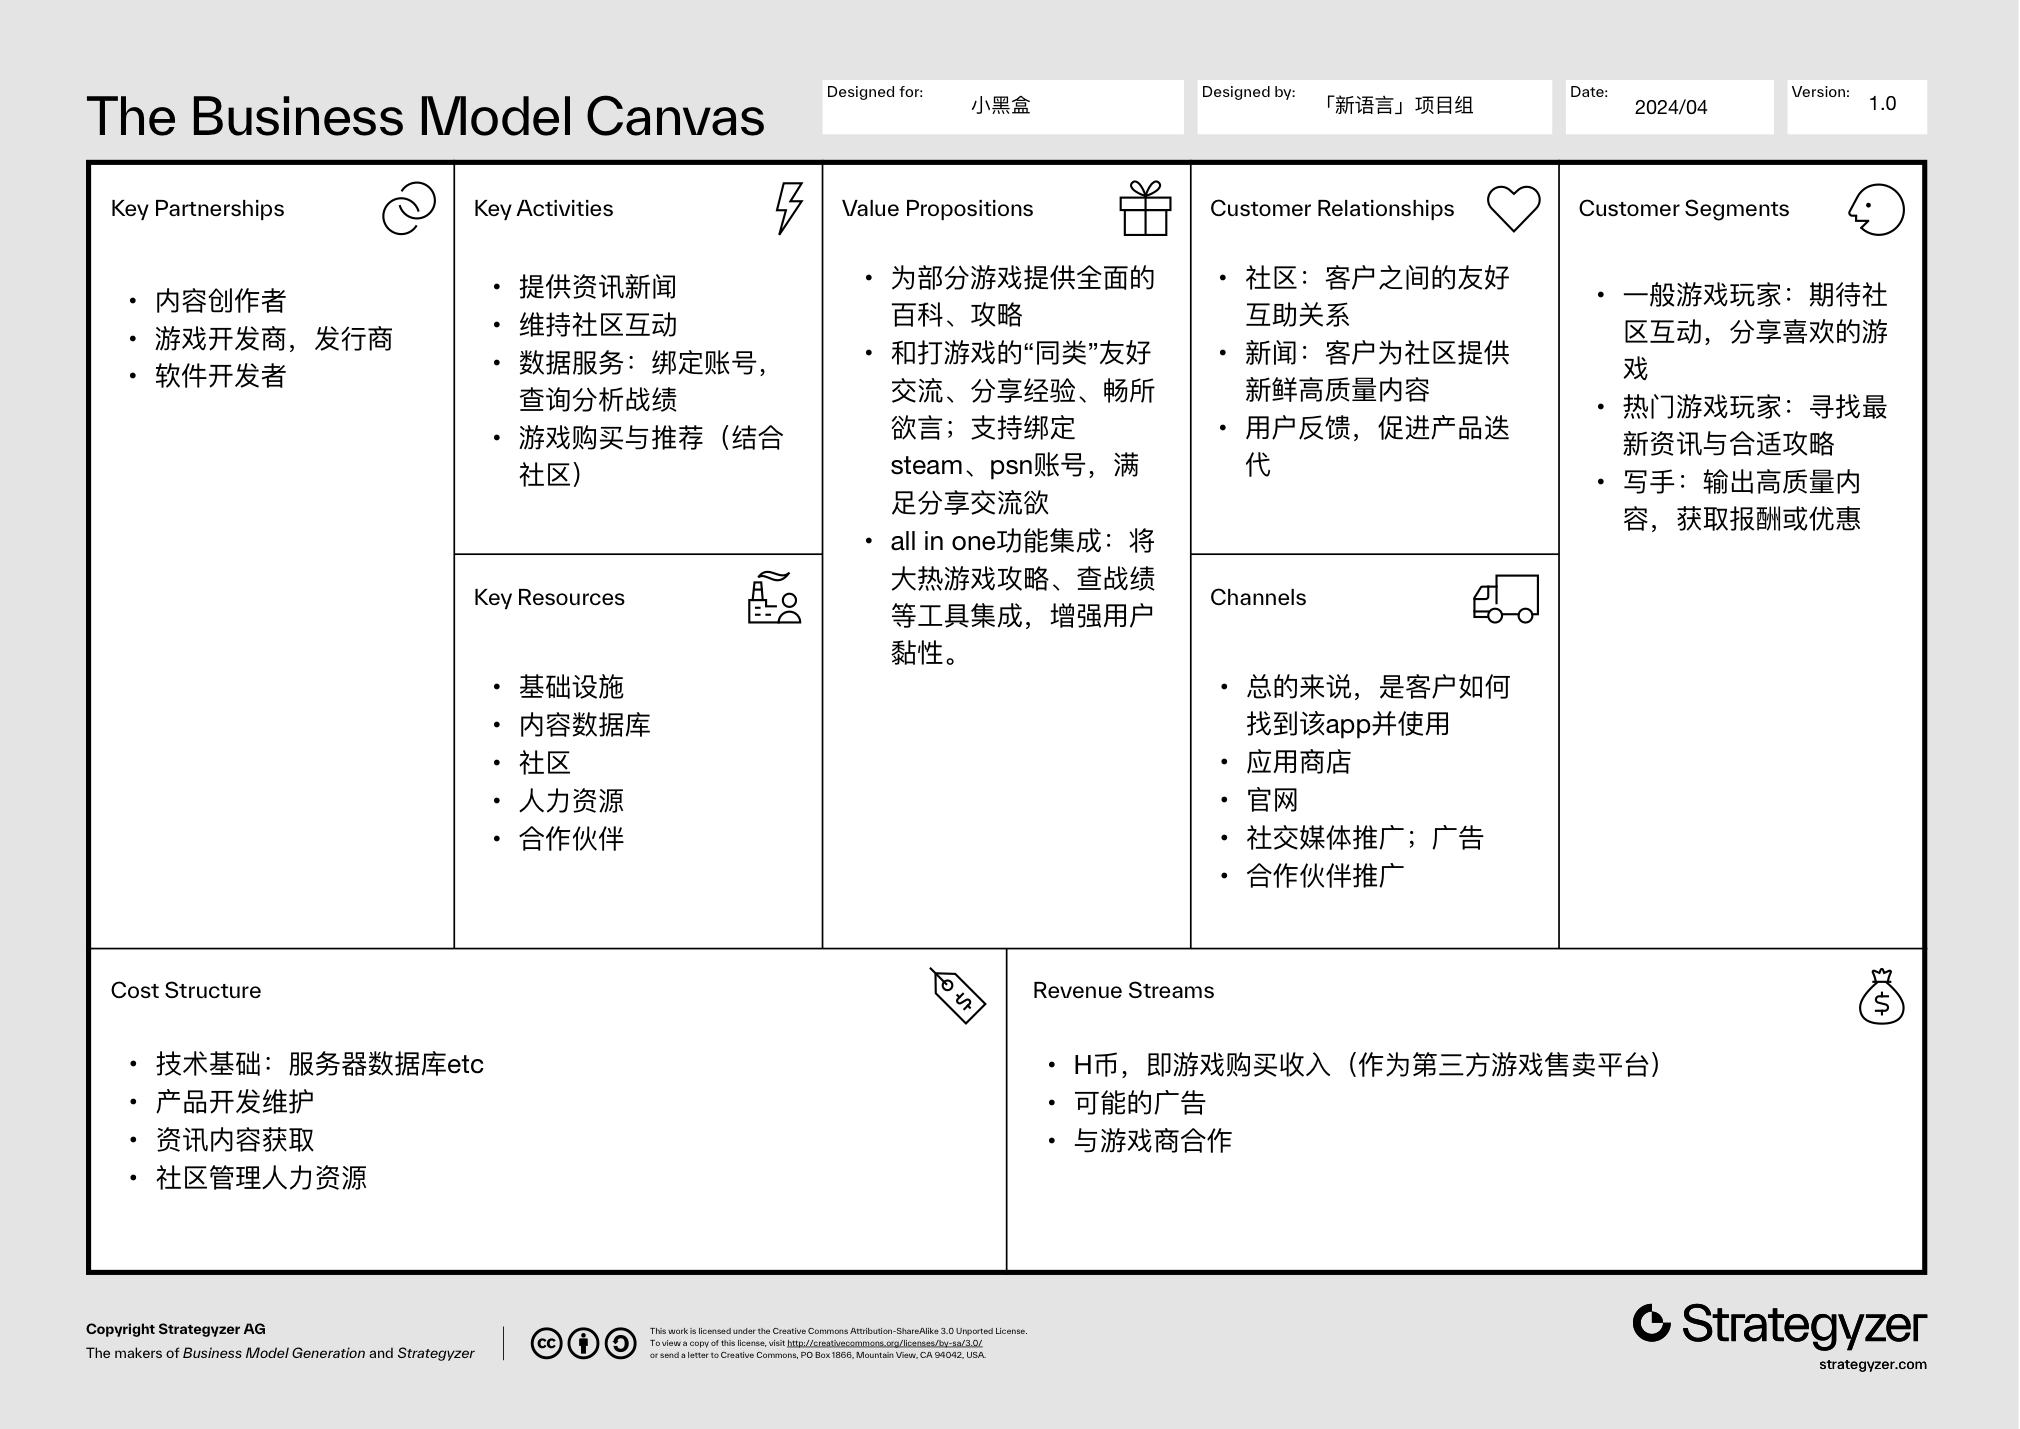 The Business Model Canvas
Designed for:
小黑盒
Designed by:
「新语言」项目组
Date:
2024/04
Version:
1.0
Key Partnerships
• 内容创作者
• 游戏开发商，发行商
• 软件开发者
Key Activities
• 提供资讯新闻
• 维持社区互动
• 数据服务：绑定账号，
查询分析战绩
• 游戏购买与推荐（结合
社区）
Key Resources
• 基础设施
• 内容数据库
• 社区
• 人力资源
• 合作伙伴
Value Propositions
• 为部分游戏提供全面的
百科、攻略
• 和打游戏的“同类”友好
交流、分享经验、畅所
欲言；支持绑定
steam、psn账号，满
足分享交流欲
• all in one功能集成：将
大热游戏攻略、查战绩
等工具集成，增强用户
黏性。
Customer Relationships
• 社区：客户之间的友好
互助关系
• 新闻：客户为社区提供
新鲜高质量内容
• 用户反馈，促进产品迭
代
Channels
• 总的来说，是客户如何
找到该app并使用
• 应用商店
• 官网
• 社交媒体推广；广告
• 合作伙伴推广
Customer Segments
• 一般游戏玩家：期待社
区互动，分享喜欢的游
戏
• 热门游戏玩家：寻找最
新资讯与合适攻略
• 写手：输出高质量内
容，获取报酬或优惠
Cost Structure
• 技术基础：服务器数据库etc
• 产品开发维护
• 资讯内容获取
• 社区管理人力资源
Revenue Streams
• H币，即游戏购买收入（作为第三方游戏售卖平台）
• 可能的广告
• 与游戏商合作
Copyright Strategyzer AG
The makers of Business Model Generation and Strategyzer
cc
This work is licensed under the Creative Commons Attribution-ShareAlike 3.0 Unported License.
To view a copy of this license, visit http://creativecommons.org/licenses/by-sa/3.0/
or send a letter to Creative Commons, PO Box 1866, Mountain View, CA 94042, USA.
Strategyzer
strategyzer.com